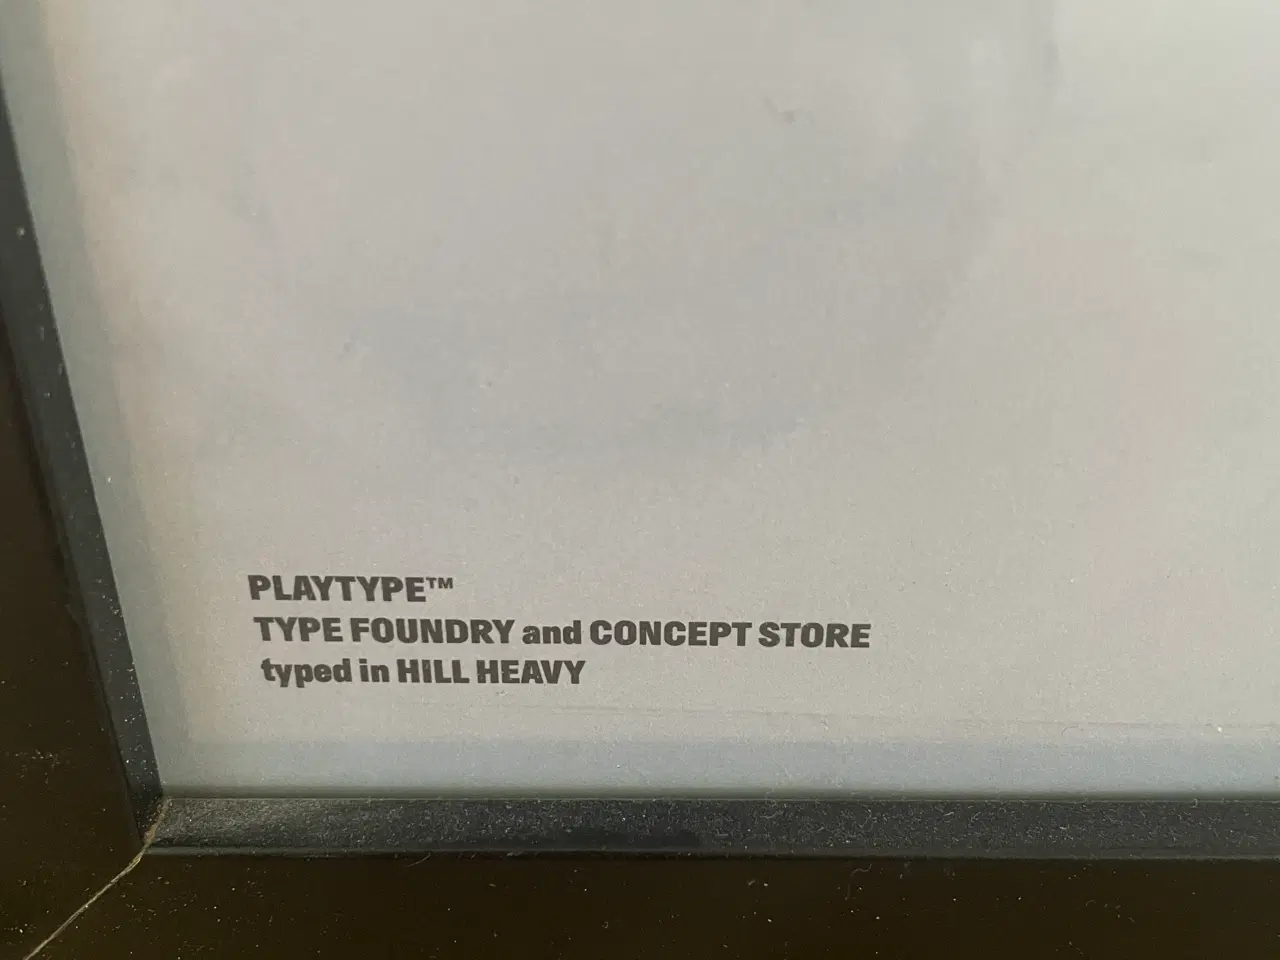 PLAYTYPE™
TYPE FOUNDRY and CONCEPT STORE
typed in HILL HEAVY